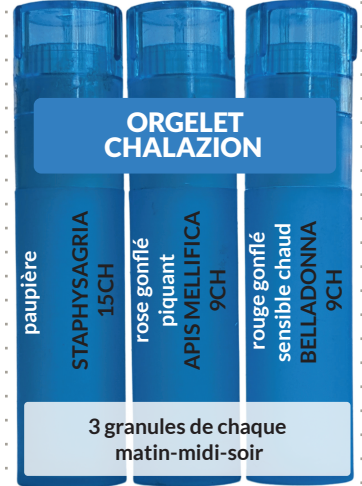 ORGELET
CHALAZION
paupière
STAPHYSAGRIA
15CH
rose gonflé
piquant
APIS MELLIFICA
9CH
rouge gonflé
sensible chaud
BELLADONNA
9CH
3 granules de chaque
matin-midi-soir